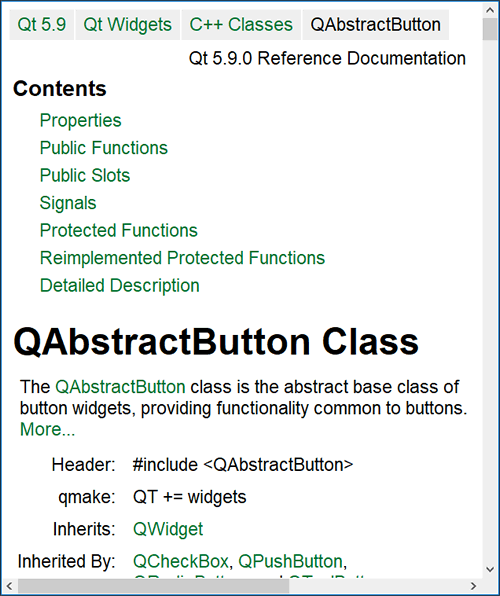 Qt 5.9 Qt Widgets C++ Classes QAbstractButton
Qt 5.9.0 Reference Documentation
Contents
Properties
Public Functions
Public Slots
Signals
Protected Functions
Reimplemented Protected Functions
Detailed Description
QAbstractButton Class
The QAbstractButton class is the abstract base class of
button widgets, providing functionality common to buttons.
More...
Header: #include <QAbstractButton>
qmake: QT += widgets
Inherits: QWidget
Inherited By: QCheckBox, QPushButton,